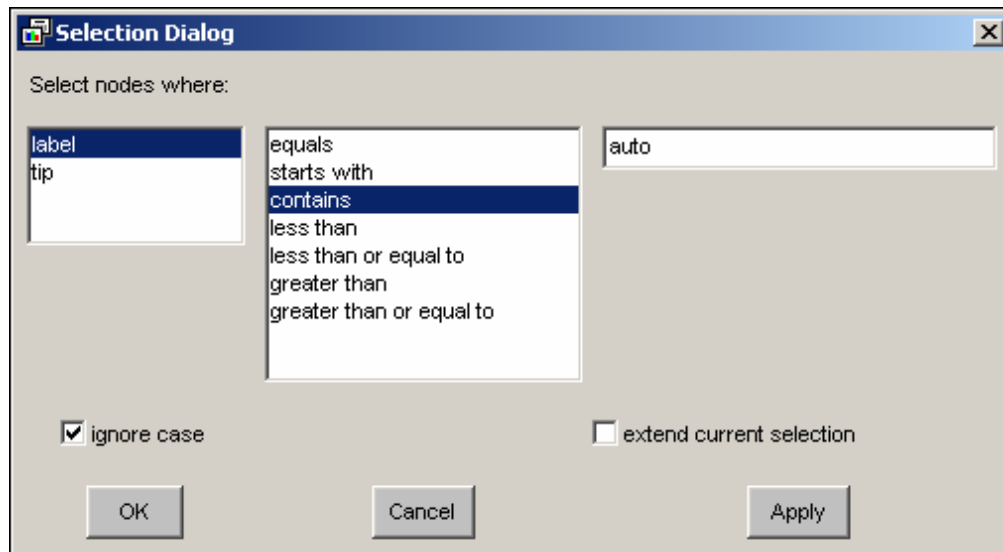 Selection Dialog
Select nodes where:
label
tip
equals
starts with
contains
less than
less than or equal to
greater than
greater than or equal to
auto
ignore case
extend current selection
OK
Cancel
Apply